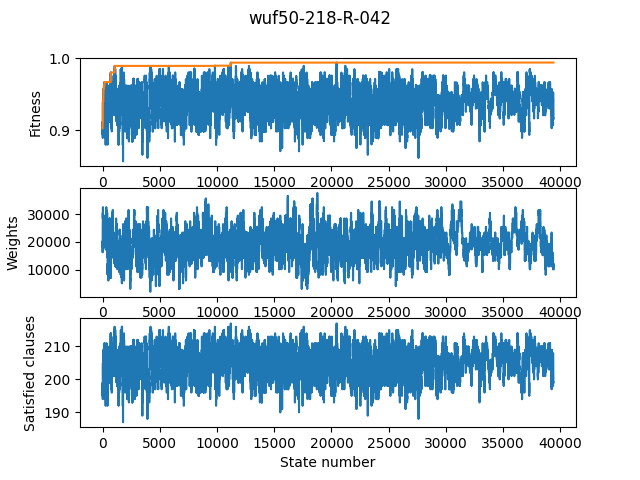 wuf50-218-R-042
1.0
0.9
Fitness
0 5000 10000 15000 20000 25000 30000 35000 40000
30000
20000
10000
Weights
0 5000 10000 15000 20000 25000 30000 35000 40000
210
200
190
Satisfied clauses
0 5000 10000 15000 20000 25000 30000 35000 40000
State number